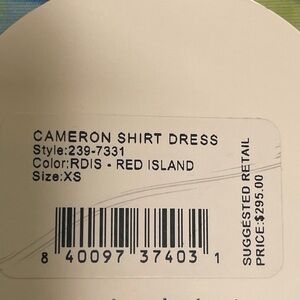 CAMERON SHIRT DRESS
Style:239-7331
Color:RDIS - RED ISLAND
Size:XS
SUGGESTED RETAIL
PRICE:$295.00
8 40097 37403 1